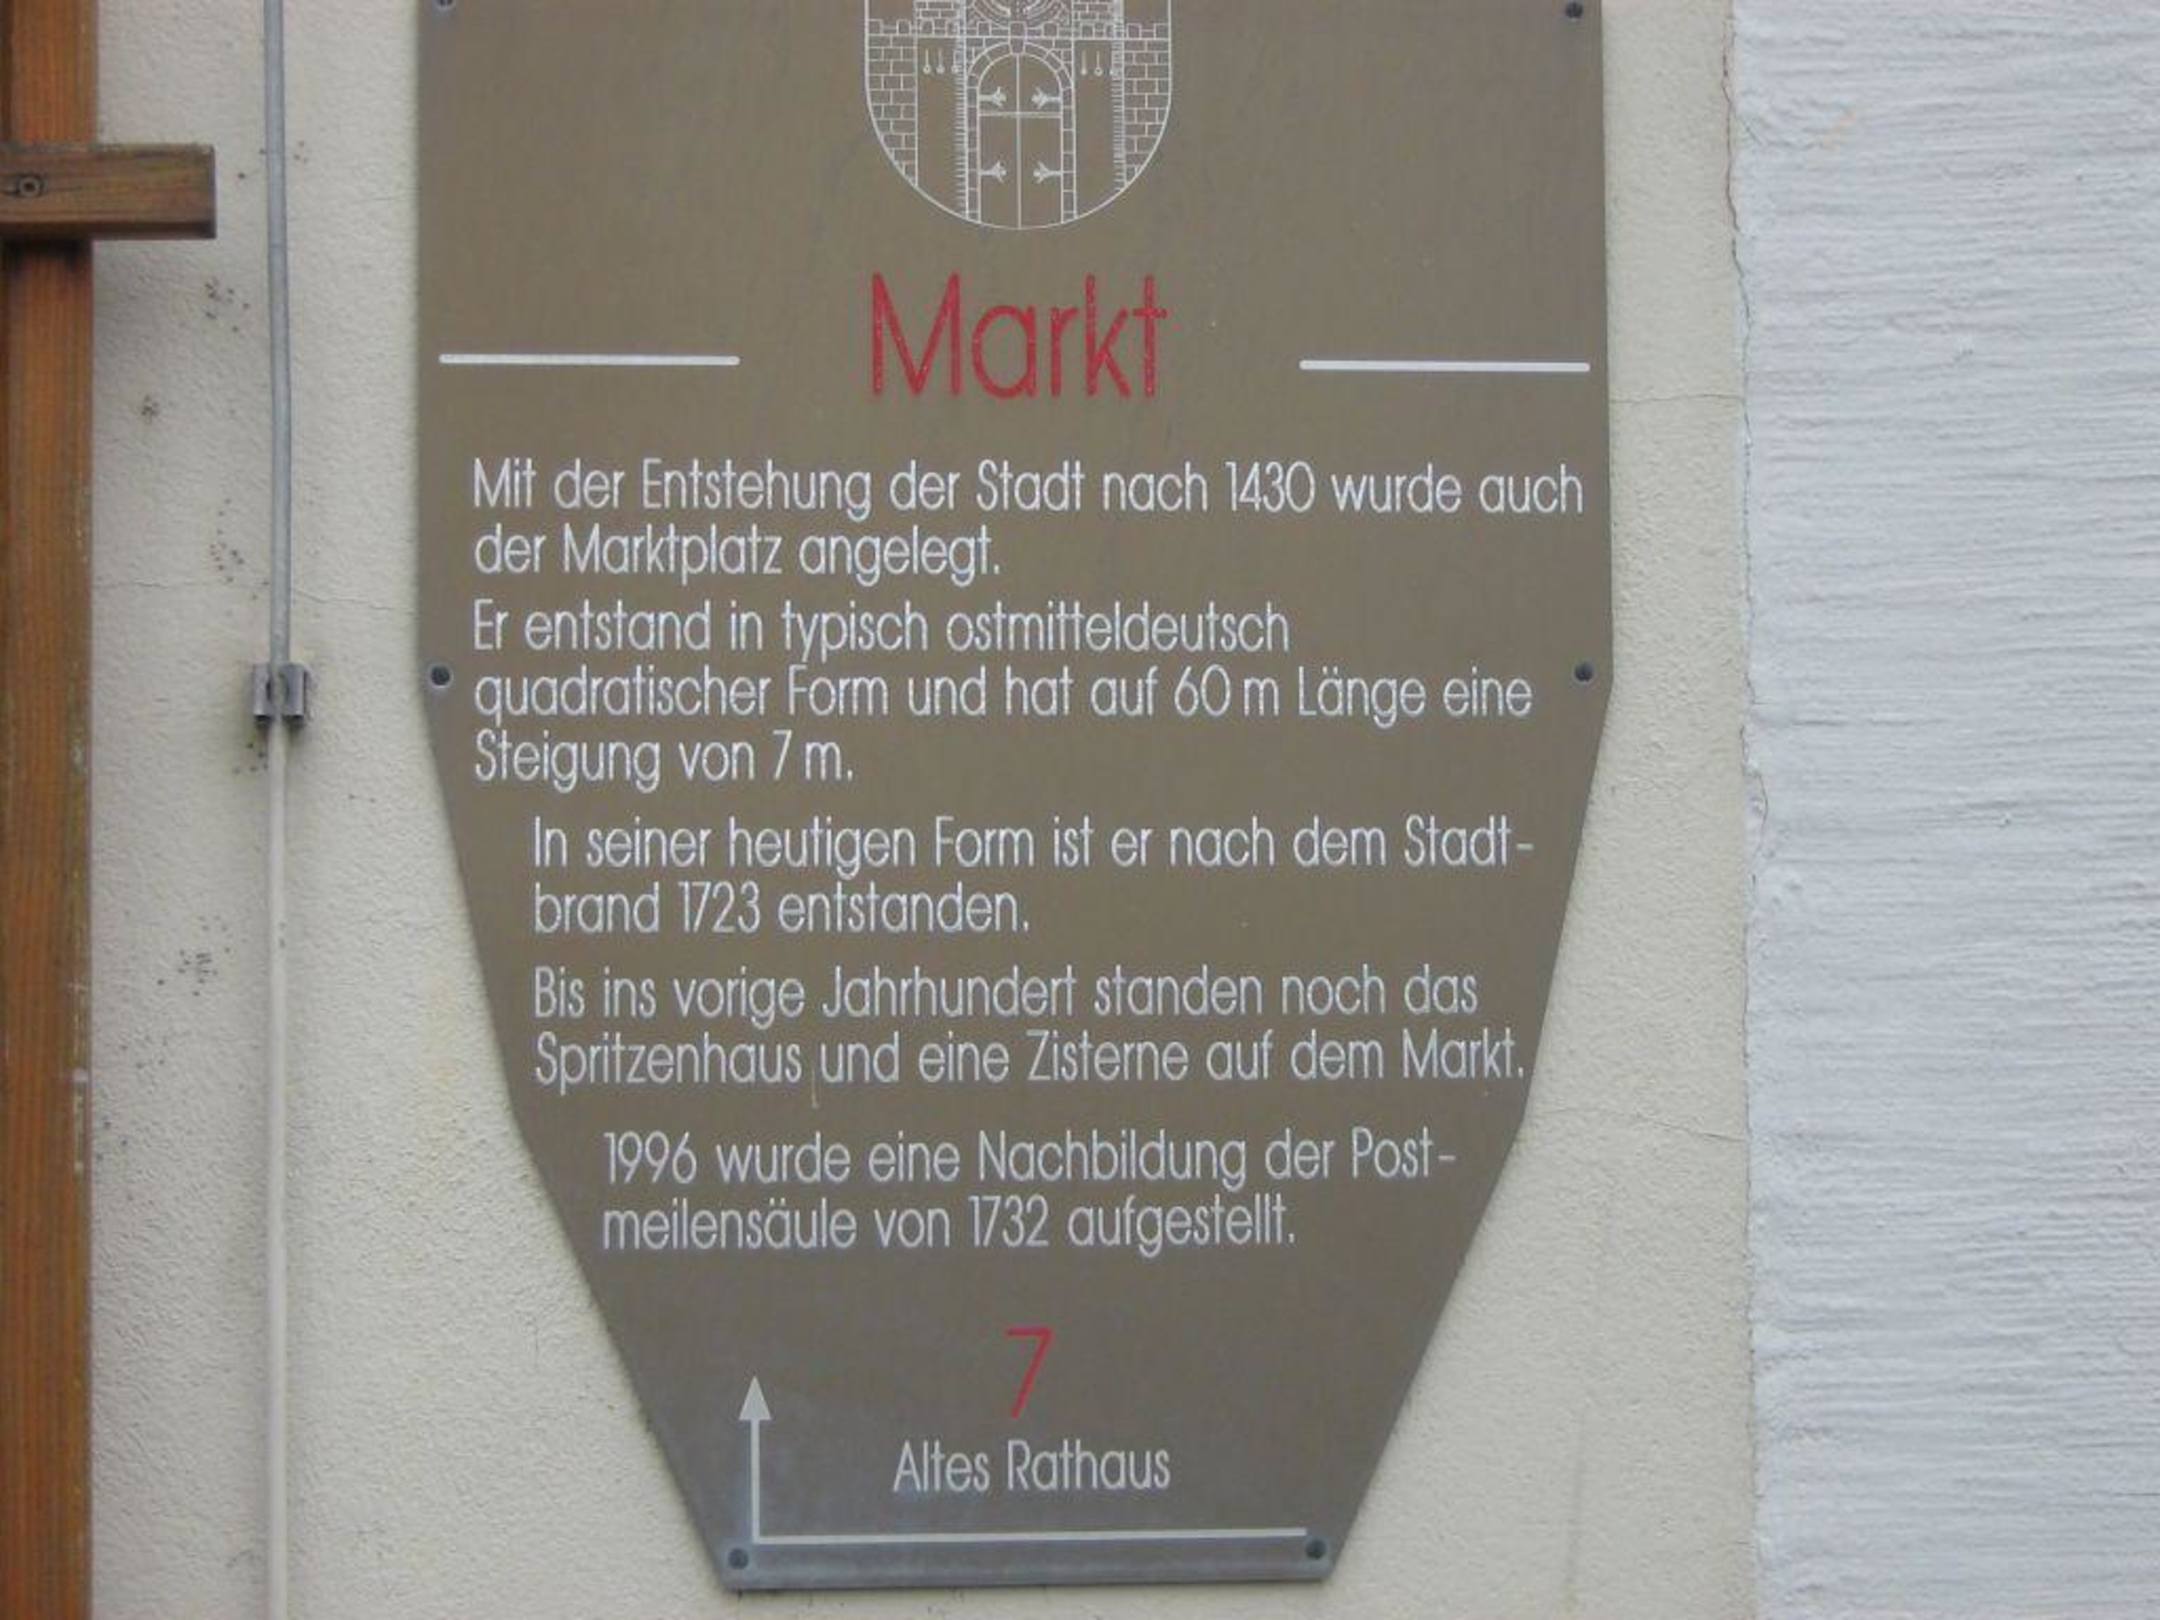 Markt
Mit der Entstehung der Stadt nach 1430 wurde auch
der Marktplatz angelegt.
Er entstand in typisch ostmitteldeutsch
quadratischer Form und hat auf 60 m Länge eine
Steigung von 7 m.
In seiner heutigen Form ist er nach dem Stadt-
brand 1723 entstanden.
Bis ins vorige Jahrhundert standen noch das
Spritzenhaus und eine Zisterne auf dem Markt.
1996 wurde eine Nachbildung der Post-
meilensäule von 1732 aufgestellt.
7
Altes Rathaus